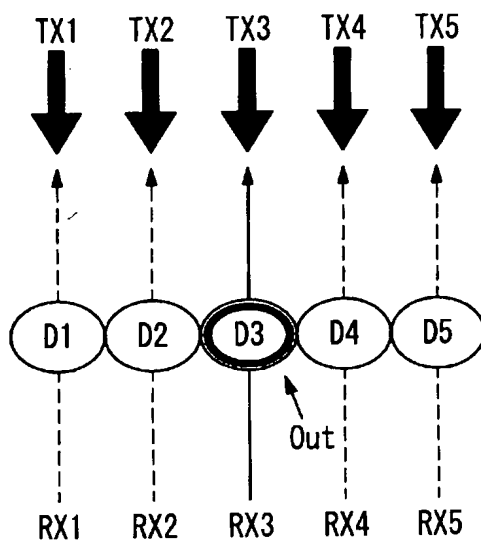 TX1 TX2 TX3 TX4 TX5
D1 D2 D3 D4 D5
Out
RX1 RX2 RX3 RX4 RX5